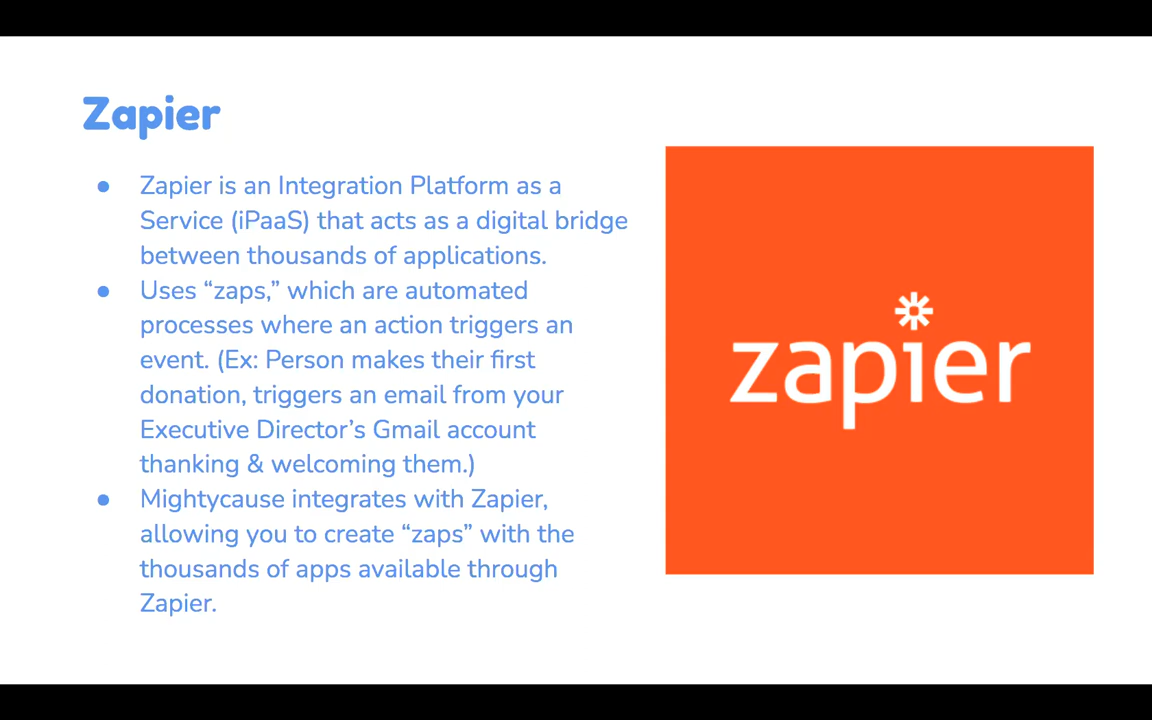 Zapier
● Zapier is an Integration Platform as a
Service (iPaaS) that acts as a digital bridge
between thousands of applications.
● Uses “zaps,” which are automated
processes where an action triggers an
event. (Ex: Person makes their first
donation, triggers an email from your
Executive Director’s Gmail account
thanking & welcoming them.)
● Mightycause integrates with Zapier,
allowing you to create “zaps” with the
thousands of apps available through
Zapier.
zapier